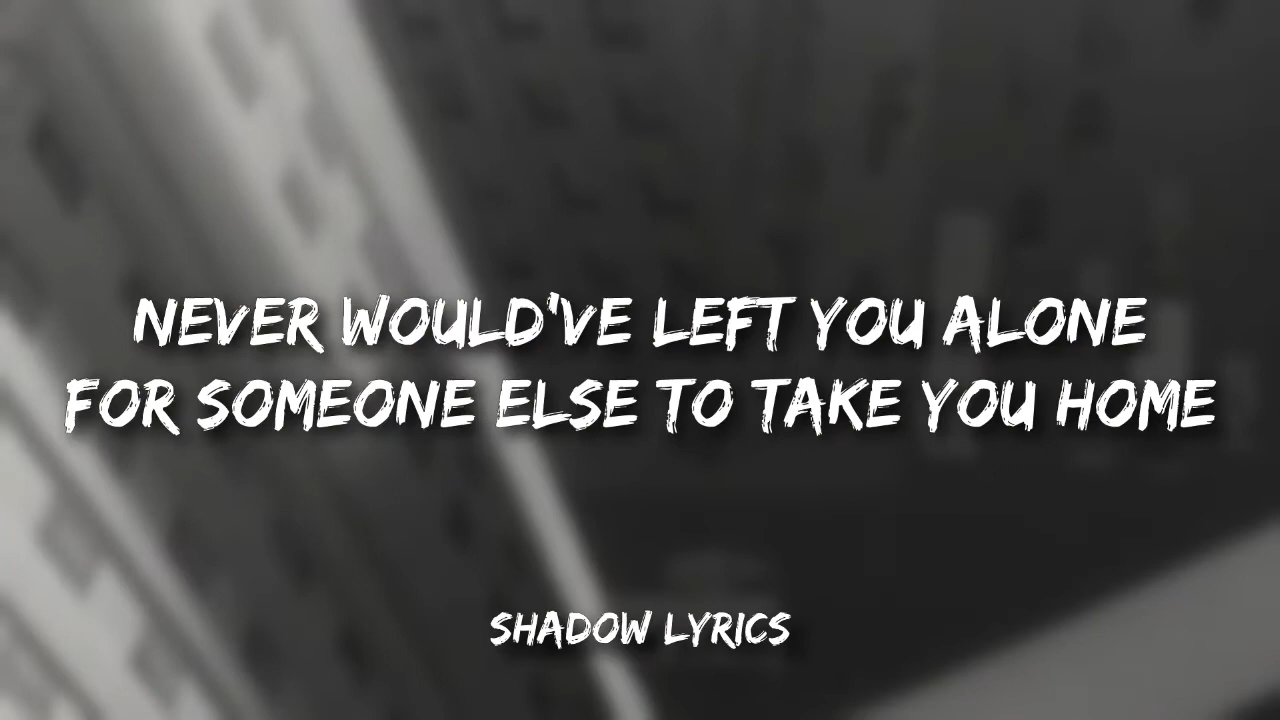 NEVER WOULD'VE LEFT YOU ALONE
FOR SOMEONE ELSE TO TAKE YOU HOME
SHADOW LYRICS